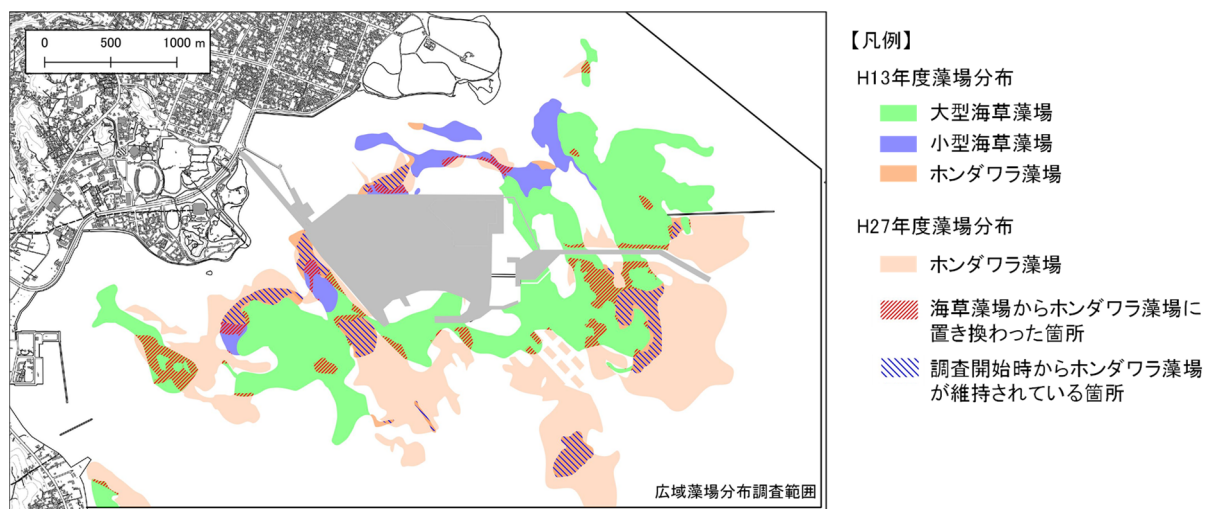 0 500 1000 m
広域藻場分布調査範囲
【凡例】
H13年度藻場分布
大型海草藻場
小型海草藻場
ホンダワラ藻場
H27年度藻場分布
ホンダワラ藻場
海草藻場からホンダワラ藻場に
置き換わった箇所
調査開始時からホンダワラ藻場
が維持されている箇所